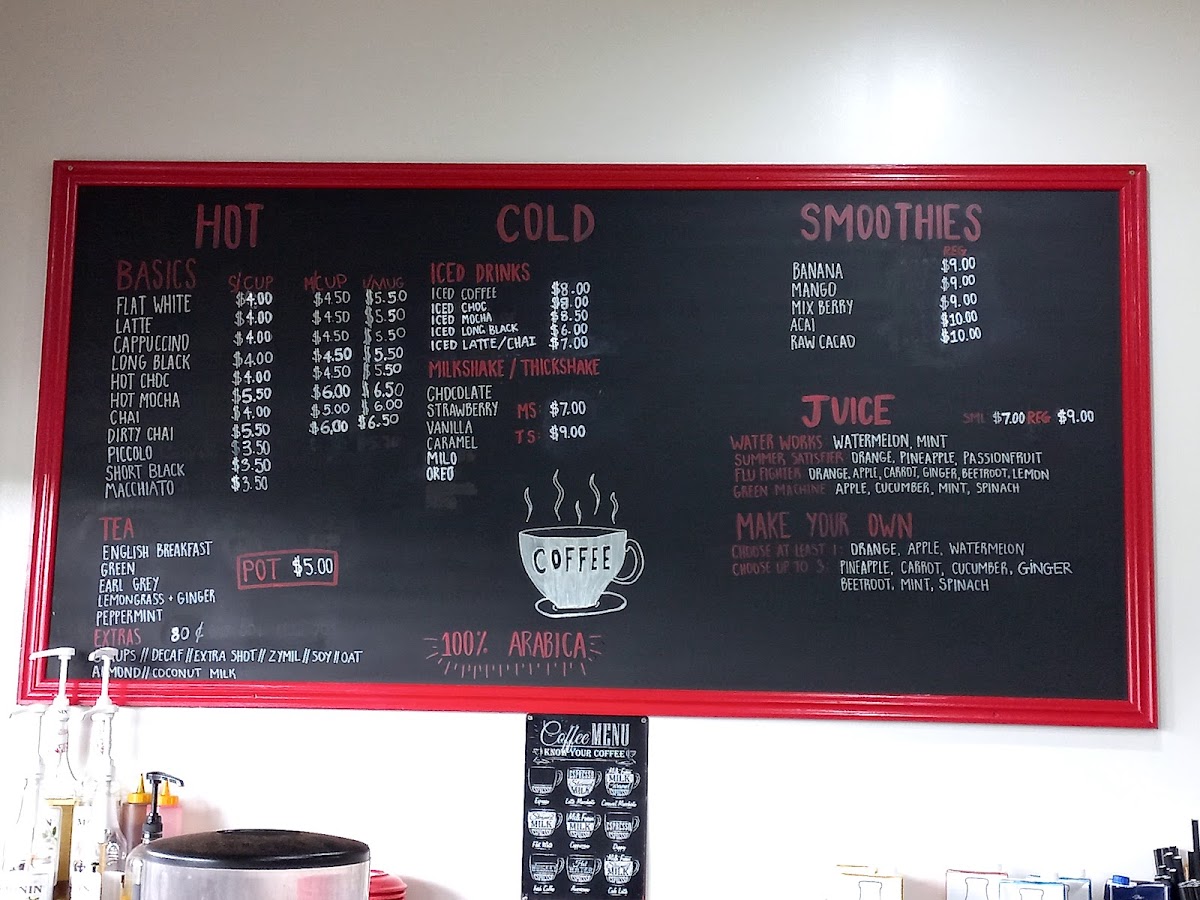 HOT
BASICS S/CUP M/CUP L/MUG
FLAT WHITE $4.00 $4.50 $5.50
LATTE $4.00 $4.50 $5.50
CAPPUCCINO $4.00 $4.50 $5.50
LONG BLACK $4.00 $4.50 $5.50
HOT CHOC $4.00 $4.50 $5.50
HOT MOCHA $5.50 $6.00 $6.50
CHAI $4.00 $5.00 $6.00
DIRTY CHAI $5.50 $6.00 $6.50
PICCOLO $3.50
SHORT BLACK $3.50
MACCHIATO $3.50
TEA
ENGLISH BREAKFAST
GREEN
EARL GREY
LEMONGRASS + GINGER
PEPPERMINT
POT $5.00
EXTRAS 80 ¢
// DECAF // EXTRA SHOT // ZYMIL // SOY // OAT
ALMOND // COCONUT MILK
COLD
ICED DRINKS
ICED COFFEE $8.00
ICED CHOC $8.00
ICED MOCHA $8.50
ICED LONG BLACK $6.00
ICED LATTE/CHAI $7.00
MILKSHAKE / THICKSHAKE
CHOCOLATE
STRAWBERRY
VANILLA
CARAMEL
MILO
OREO
MS: $7.00
TS: $9.00
COFFEE
100% ARABICA
SMOOTHIES
REG
BANANA $9.00
MANGO $9.00
MIX BERRY $9.00
ACAI $10.00
RAW CACAO $10.00
JUICE SML $7.00 REG $9.00
WATER WORKS WATERMELON, MINT
SUMMER SATISFIER ORANGE, PINEAPPLE, PASSIONFRUIT
FLU FIGHTER ORANGE, APPLE, CARROT, GINGER, BEETROOT, LEMON
GREEN MACHINE APPLE, CUCUMBER, MINT, SPINACH
MAKE YOUR OWN
CHOOSE AT LEAST 1: ORANGE, APPLE, WATERMELON
CHOOSE UP TO 3: PINEAPPLE, CARROT, CUCUMBER, GINGER
BEETROOT, MINT, SPINACH
Coffee MENU
KNOW YOUR COFFEE